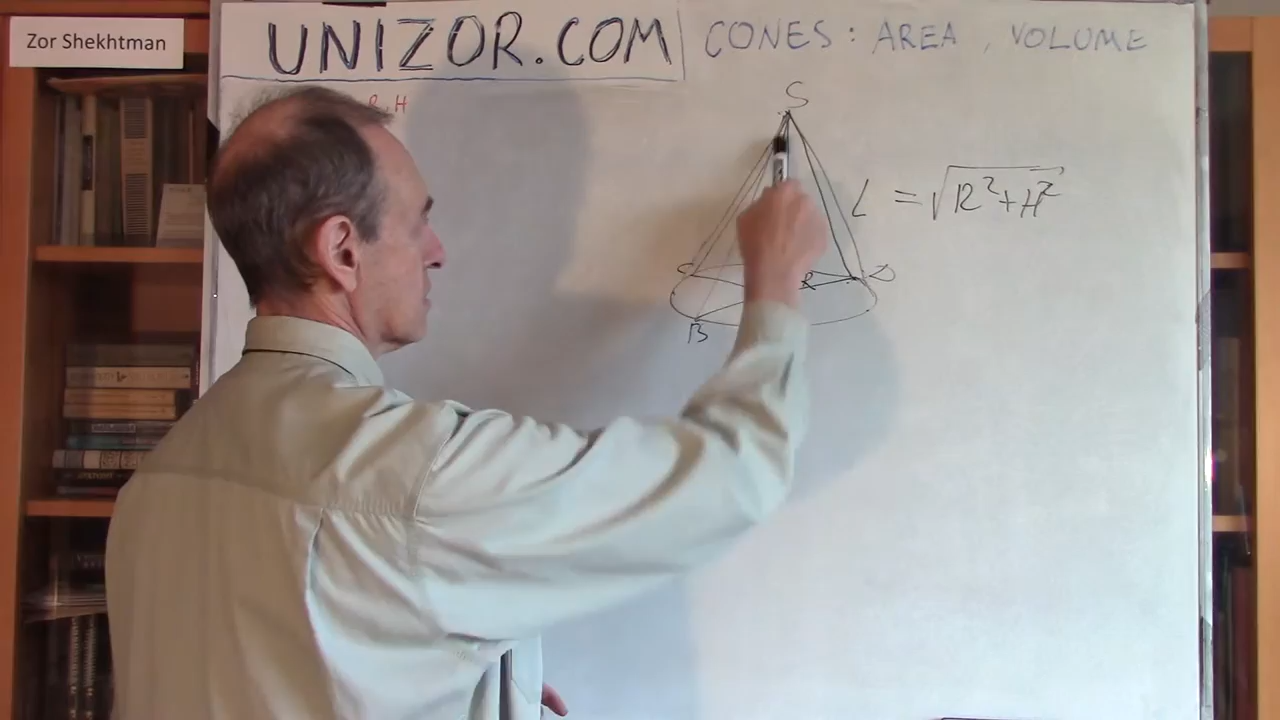 Zor Shekhtman
UNIZOR.COM
CONES: AREA, VOLUME
R, H
S
L = √R²+H²
C
R
D
B